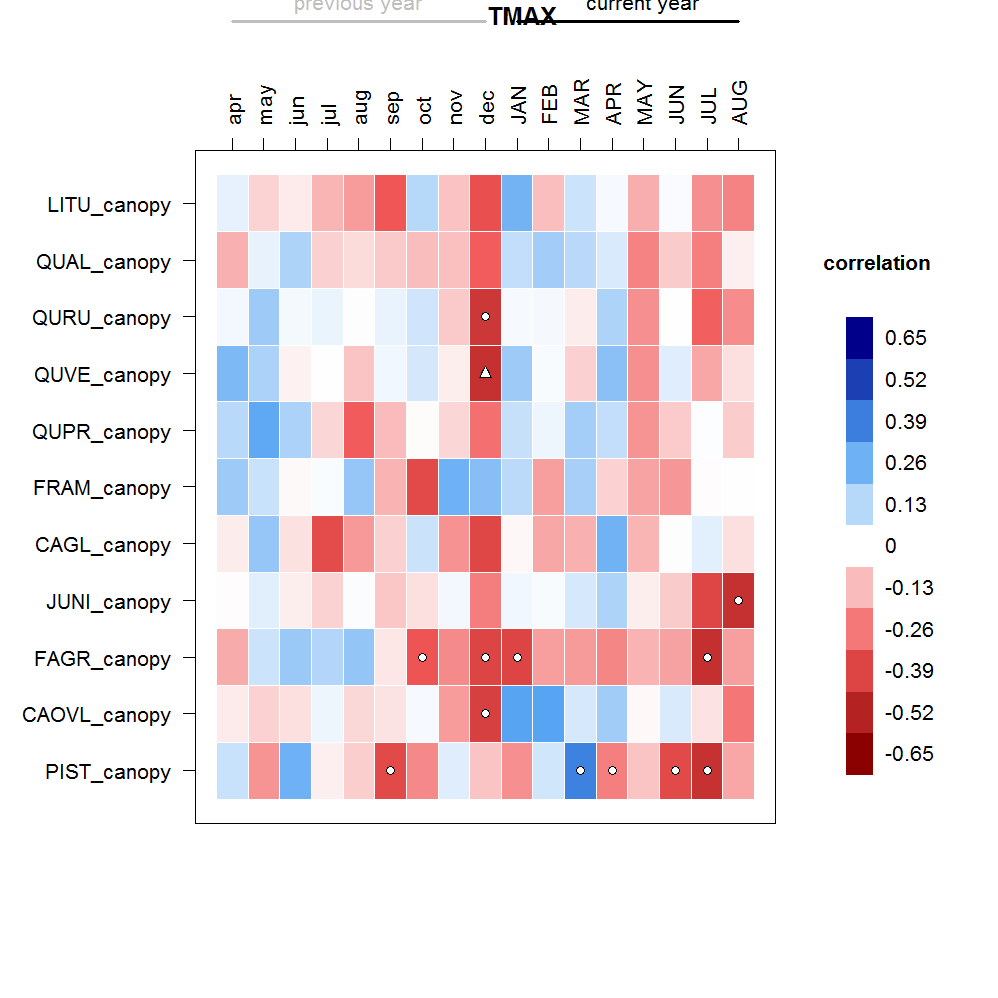 previous year
current year
TMAX
apr
may
jun
jul
aug
sep
oct
nov
dec
JAN
FEB
MAR
APR
MAY
JUN
JUL
AUG
LITU_canopy
QUAL_canopy
QURU_canopy
QUVE_canopy
QUPR_canopy
FRAM_canopy
CAGL_canopy
JUNI_canopy
FAGR_canopy
CAOVL_canopy
PIST_canopy
correlation
0.65
0.52
0.39
0.26
0.13
0
-0.13
-0.26
-0.39
-0.52
-0.65